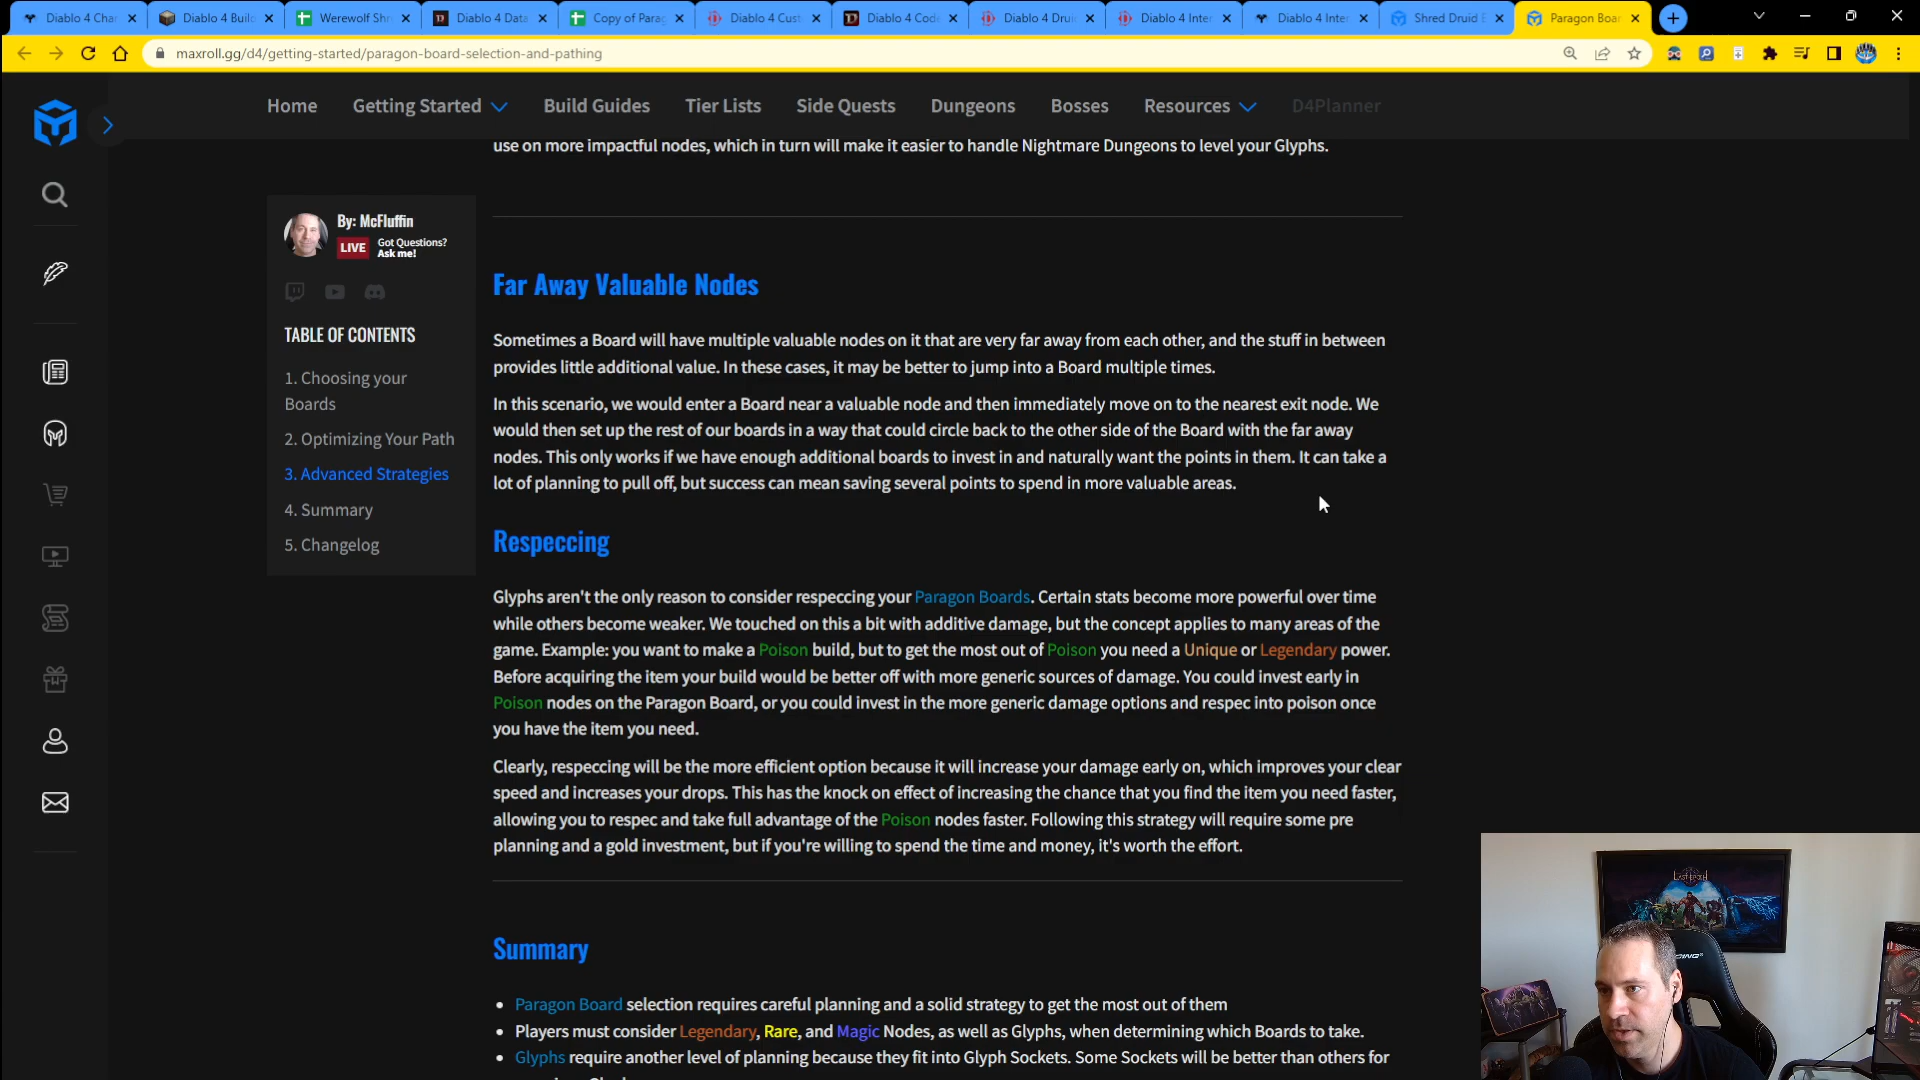 Diablo 4 Char
Diablo 4 Build
Werewolf Shr
Diablo 4 Data
Copy of Parag
Diablo 4 Cust
Diablo 4 Code
Diablo 4 Drui
Diablo 4 Inter
Diablo 4 Inter
Shred Druid E
Paragon Boar
maxroll.gg/d4/getting-started/paragon-board-selection-and-pathing
Home
Getting Started
Build Guides
Tier Lists
Side Quests
Dungeons
Bosses
Resources
D4Planner
use on more impactful nodes, which in turn will make it easier to handle Nightmare Dungeons to level your Glyphs.
By: McFluffin
LIVE
Got Questions?
Ask me!
TABLE OF CONTENTS
1. Choosing your
Boards
2. Optimizing Your Path
3. Advanced Strategies
4. Summary
5. Changelog
Far Away Valuable Nodes
Sometimes a Board will have multiple valuable nodes on it that are very far away from each other, and the stuff in between
provides little additional value. In these cases, it may be better to jump into a Board multiple times.
In this scenario, we would enter a Board near a valuable node and then immediately move on to the nearest exit node. We
would then set up the rest of our boards in a way that could circle back to the other side of the Board with the far away
nodes. This only works if we have enough additional boards to invest in and naturally want the points in them. It can take a
lot of planning to pull off, but success can mean saving several points to spend in more valuable areas.
Respeccing
Glyphs aren't the only reason to consider respeccing your Paragon Boards. Certain stats become more powerful over time
while others become weaker. We touched on this a bit with additive damage, but the concept applies to many areas of the
game. Example: you want to make a Poison build, but to get the most out of Poison you need a Unique or Legendary power.
Before acquiring the item your build would be better off with more generic sources of damage. You could invest early in
Poison nodes on the Paragon Board, or you could invest in the more generic damage options and respec into poison once
you have the item you need.
Clearly, respeccing will be the more efficient option because it will increase your damage early on, which improves your clear
speed and increases your drops. This has the knock on effect of increasing the chance that you find the item you need faster,
allowing you to respec and take full advantage of the Poison nodes faster. Following this strategy will require some pre
planning and a gold investment, but if you're willing to spend the time and money, it's worth the effort.
Summary
Paragon Board selection requires careful planning and a solid strategy to get the most out of them
Players must consider Legendary, Rare, and Magic Nodes, as well as Glyphs, when determining which Boards to take.
Glyphs require another level of planning because they fit into Glyph Sockets. Some Sockets will be better than others for
LAST EPOCH